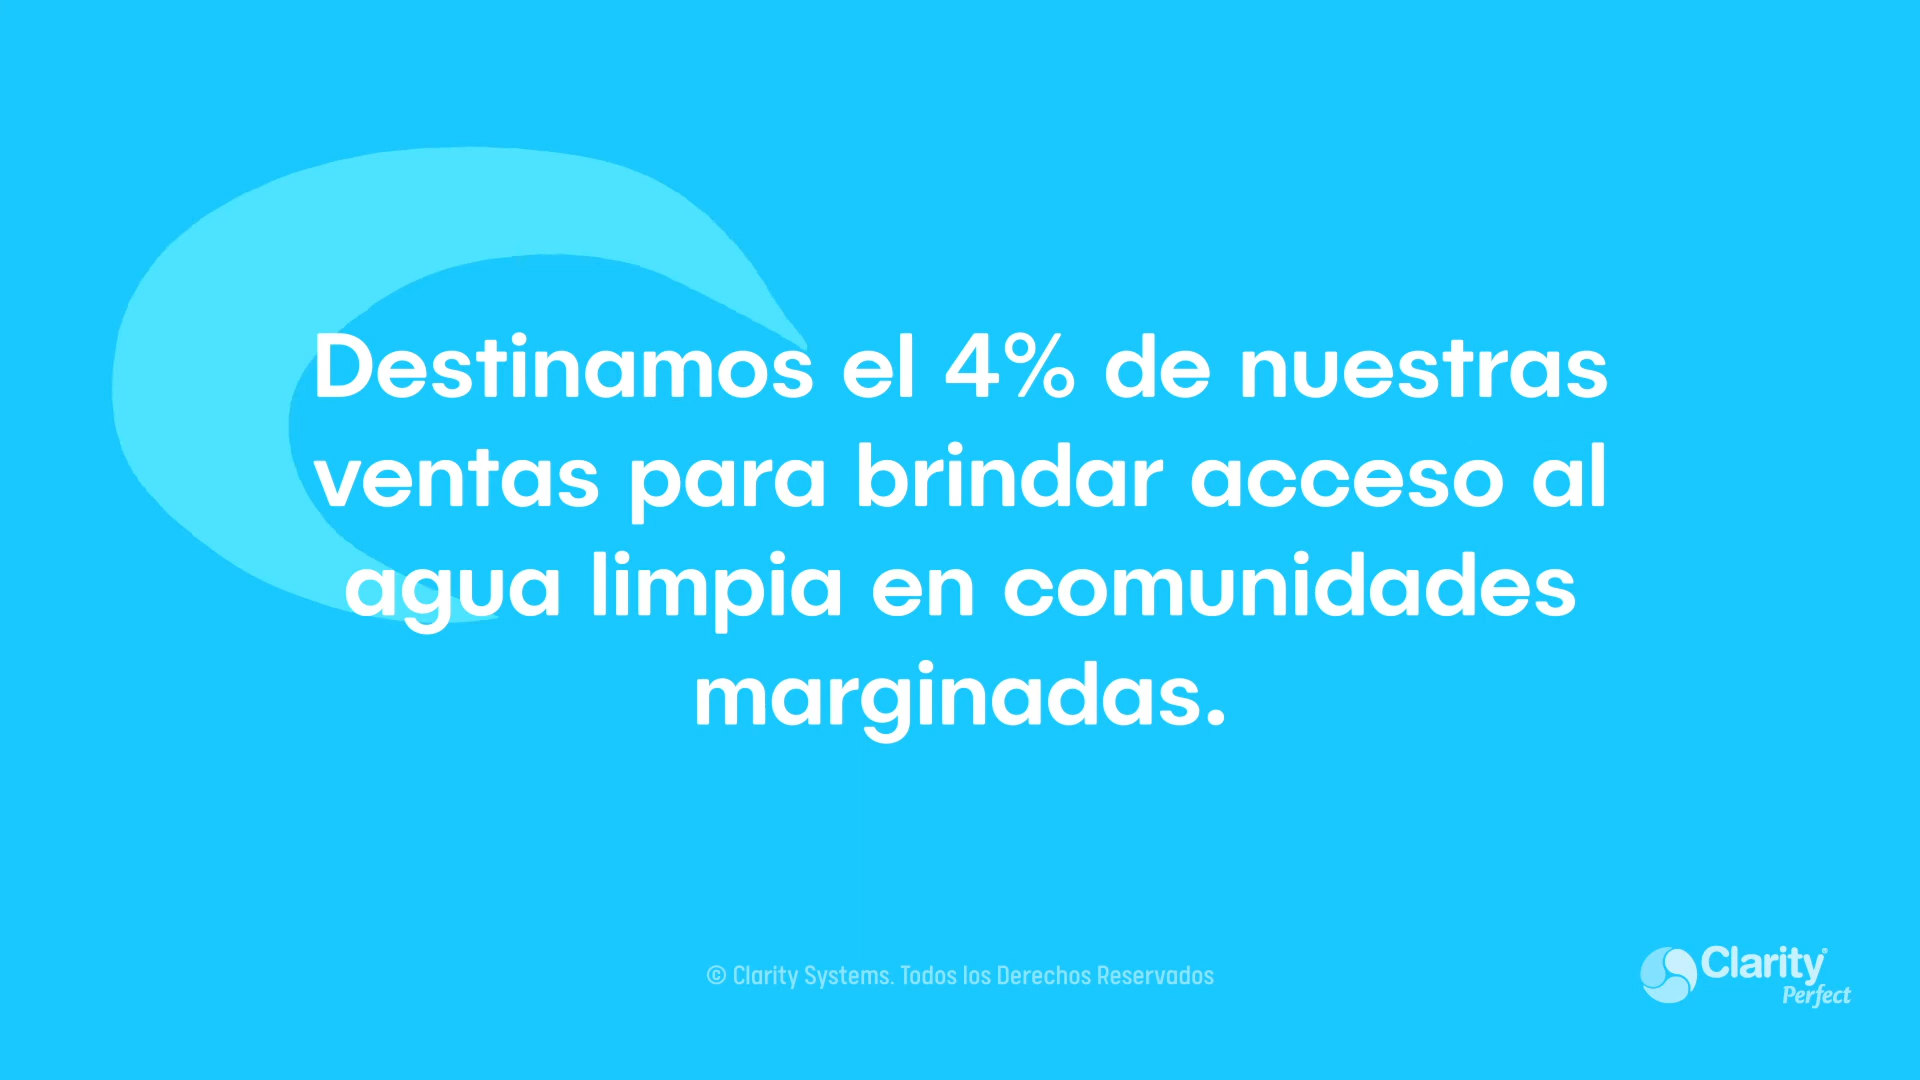 Destinamos el 4% de nuestras
ventas para brindar acceso al
agua limpia en comunidades
marginadas.
© Clarity Systems. Todos los Derechos Reservados
Clarity®
Perfect